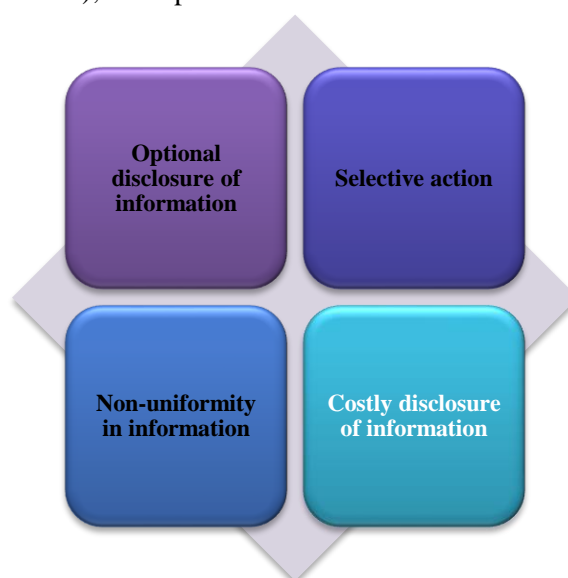 Optional
disclosure of
information
Selective action
Non-uniformity
in information
Costly disclosure
of information